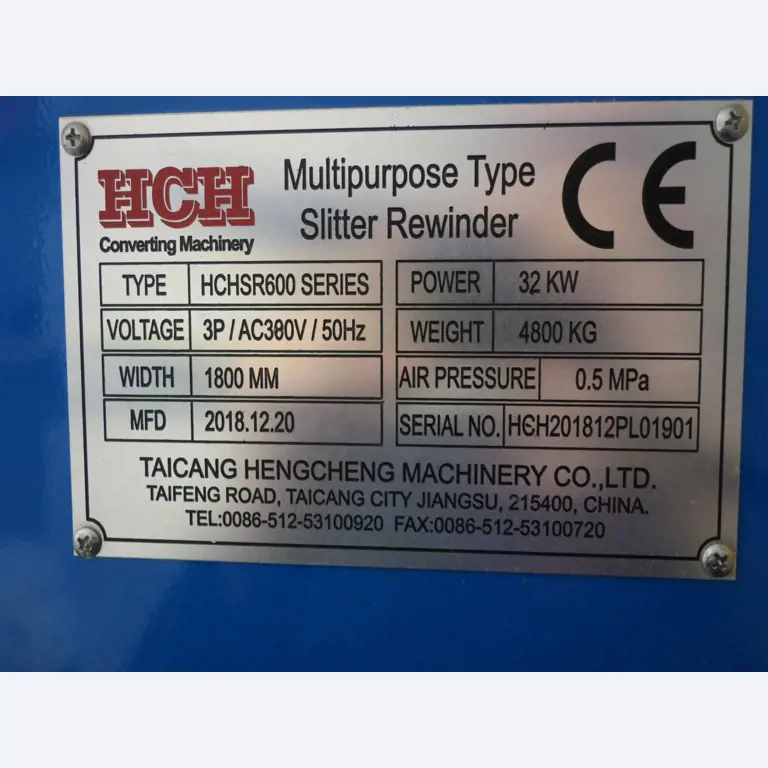 HCH
Converting Machinery
Multipurpose Type
Slitter Rewinder
CE
TYPE HCHSR600 SERIES POWER 32 KW
VOLTAGE 3P / AC380V / 50Hz WEIGHT 4800 KG
WIDTH 1800 MM AIR PRESSURE 0.5 MPa
MFD 2018.12.20 SERIAL NO. HCH201812PL01901
TAICANG HENGCHENG MACHINERY CO.,LTD.
TAIFENG ROAD, TAICANG CITY JIANGSU, 215400, CHINA.
TEL:0086-512-53100920 FAX:0086-512-53100720